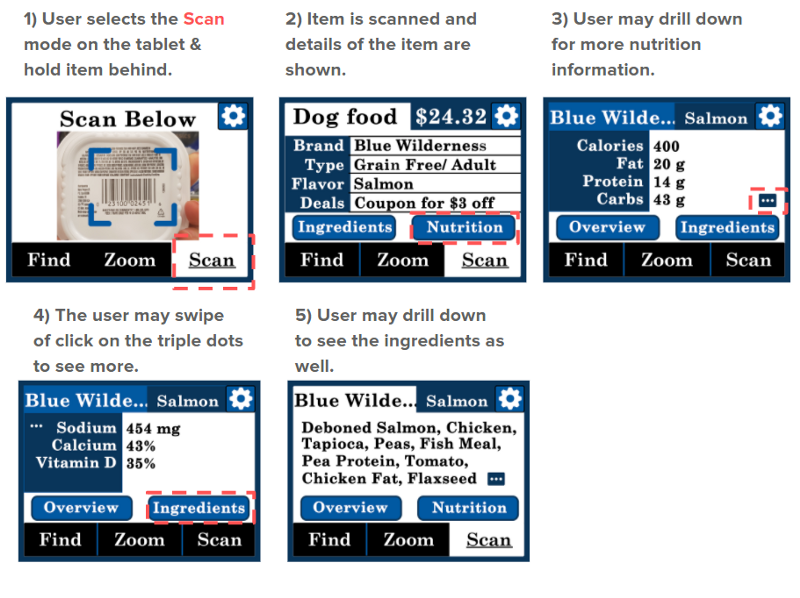 1) User selects the Scan
mode on the tablet &
hold item behind.
2) Item is scanned and
details of the item are
shown.
3) User may drill down
for more nutrition
information.
Scan Below
Find Zoom Scan
Dog food $24.32
Brand Blue Wilderness
Type Grain Free/ Adult
Flavor Salmon
Deals Coupon for $3 off
Ingredients Nutrition
Find Zoom Scan
Blue Wilde... Salmon
Calories 400
Fat 20 g
Protein 14 g
Carbs 43 g
...
Overview Ingredients
Find Zoom Scan
4) The user may swipe
of click on the triple dots
to see more.
5) User may drill down
to see the ingredients as
well.
Blue Wilde... Salmon
... Sodium 454 mg
Calcium 43%
Vitamin D 35%
Overview Ingredients
Find Zoom Scan
Blue Wilde... Salmon
Deboned Salmon, Chicken,
Tapioca, Peas, Fish Meal,
Pea Protein, Tomato,
Chicken Fat, Flaxseed ...
Overview Nutrition
Find Zoom Scan